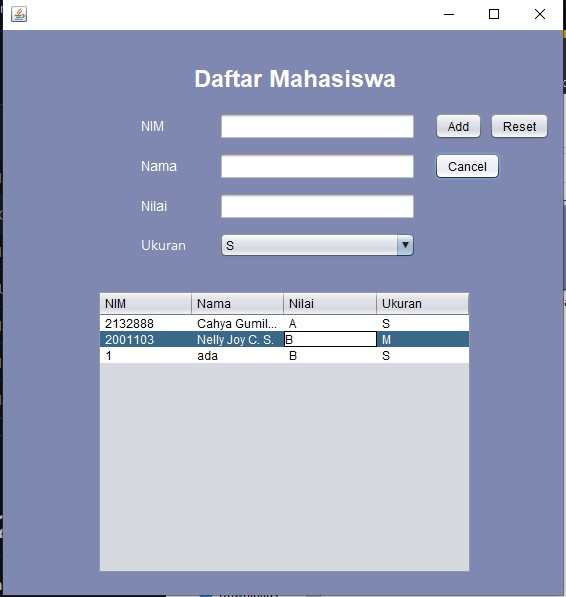 Daftar Mahasiswa
NIM Add Reset
Nama Cancel
Nilai
Ukuran S
NIM Nama Nilai Ukuran
2132888 Cahya Gumil... A S
2001103 Nelly Joy C. S. B M
1 ada B S